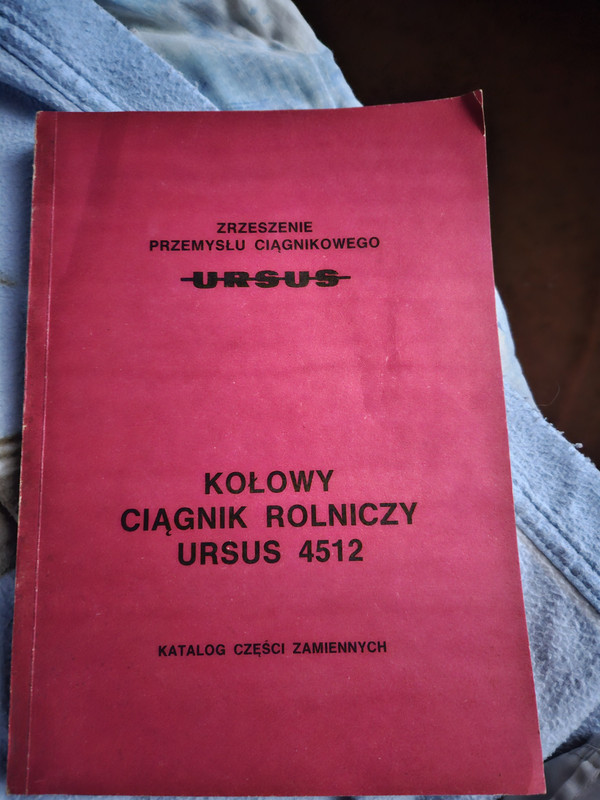 ZRZESZENIE
PRZEMYSŁU CIĄGNIKOWEGO
URSUS
KOŁOWY
CIĄGNIK ROLNICZY
URSUS 4512
KATALOG CZĘŚCI ZAMIENNYCH